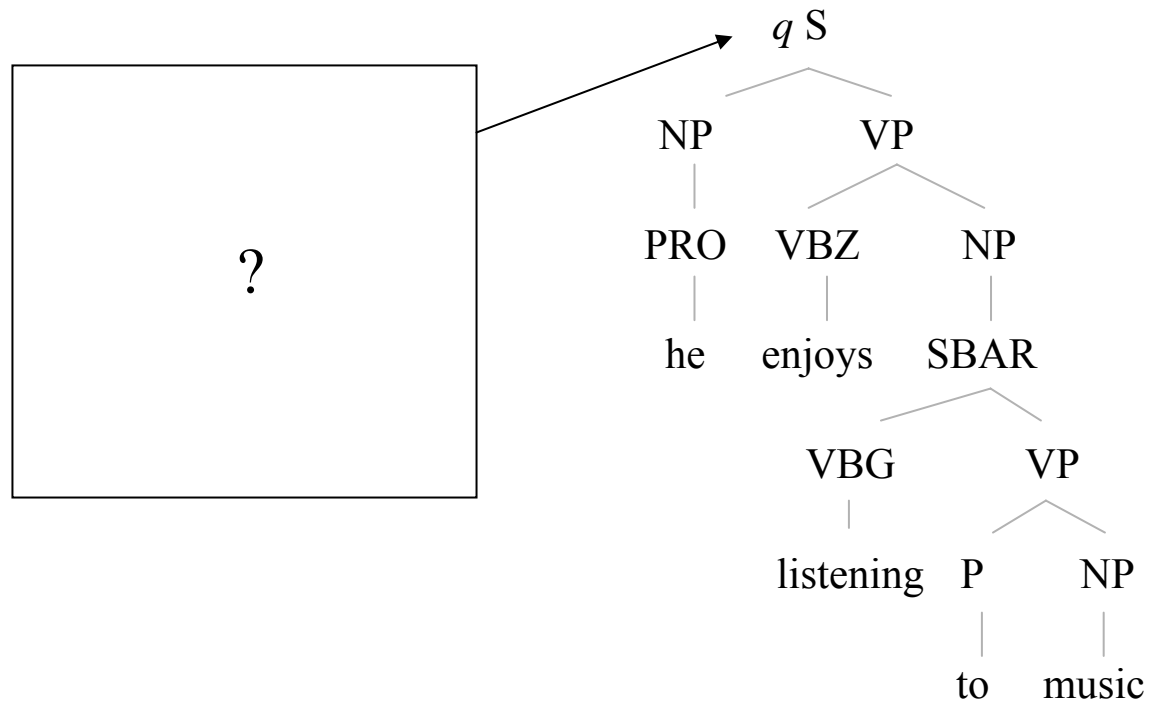 q S
NP VP
PRO VBZ NP
?
he enjoys SBAR
VBG VP
listening P NP
to music